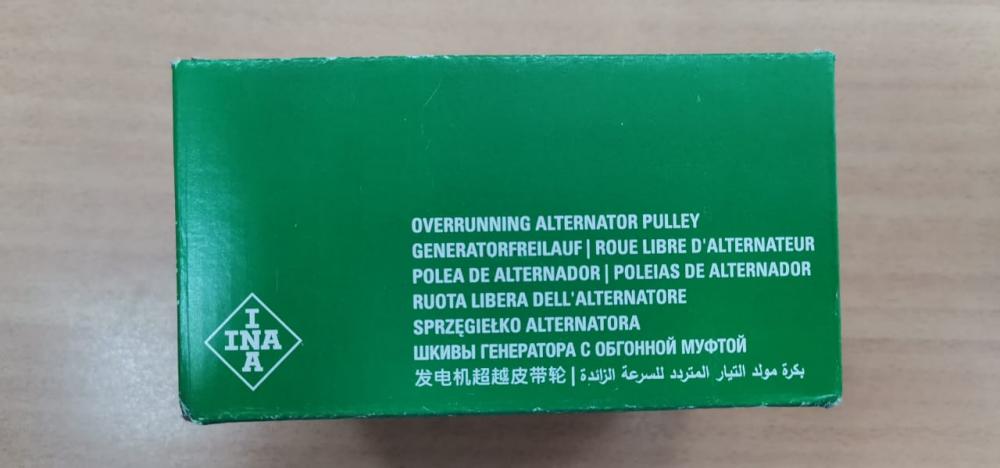 OVERRUNNING ALTERNATOR PULLEY
GENERATORFREILAUF | ROUE LIBRE D'ALTERNATEUR
POLEA DE ALTERNADOR | POLEIAS DE ALTERNADOR
RUOTA LIBERA DELL'ALTERNATORE
SPRZĘGIEŁKO ALTERNATORA
ШКИВЫ ГЕНЕРАТОРА С ОБГОННОЙ МУФТОЙ
发电机超越皮带轮 | بكرة مولد التيار المتردد للسرعة الزائدة
INA